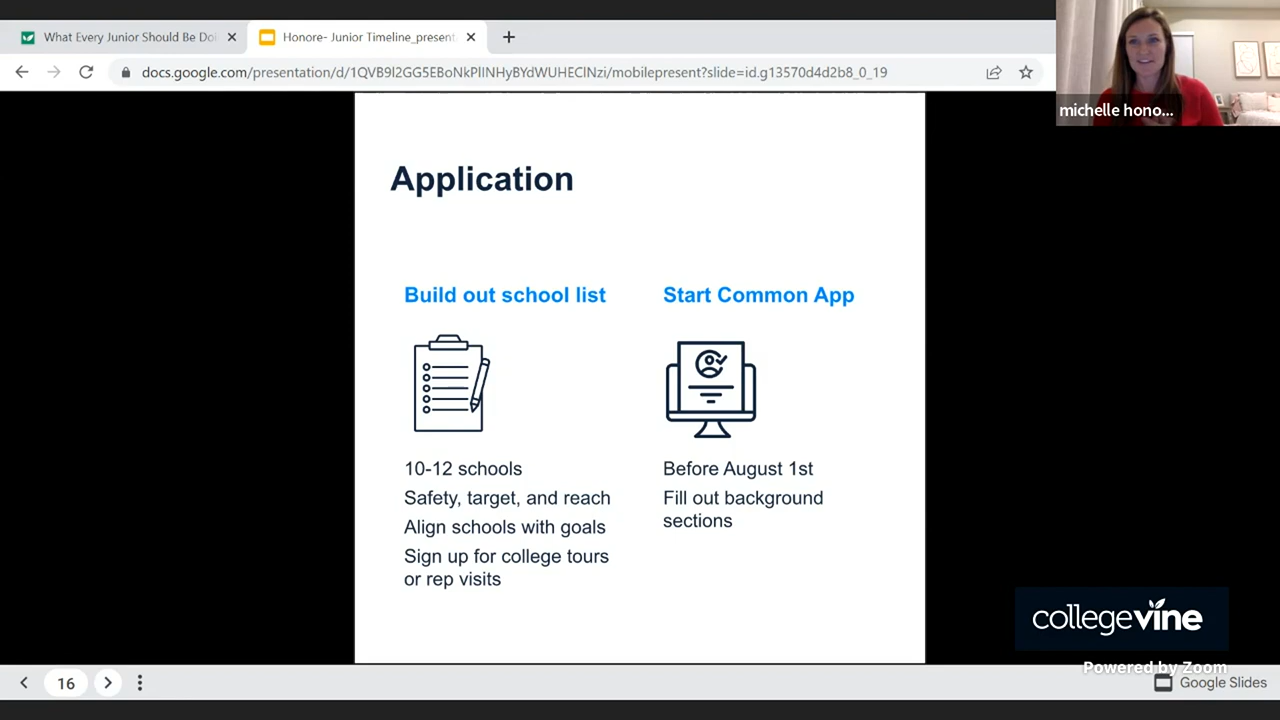 What Every Junior Should Be Doi
Honore- Junior Timeline_present
docs.google.com/presentation/d/1QVB9l2GG5EBoNkPlINHyBYdWUHEClNzi/mobilepresent?slide=id.g13570d4d2b8_0_19
michelle hono...
Application
Build out school list
Start Common App
10-12 schools
Safety, target, and reach
Align schools with goals
Sign up for college tours
or rep visits
Before August 1st
Fill out background
sections
collegevine
Powered by Zoom
16
Google Slides